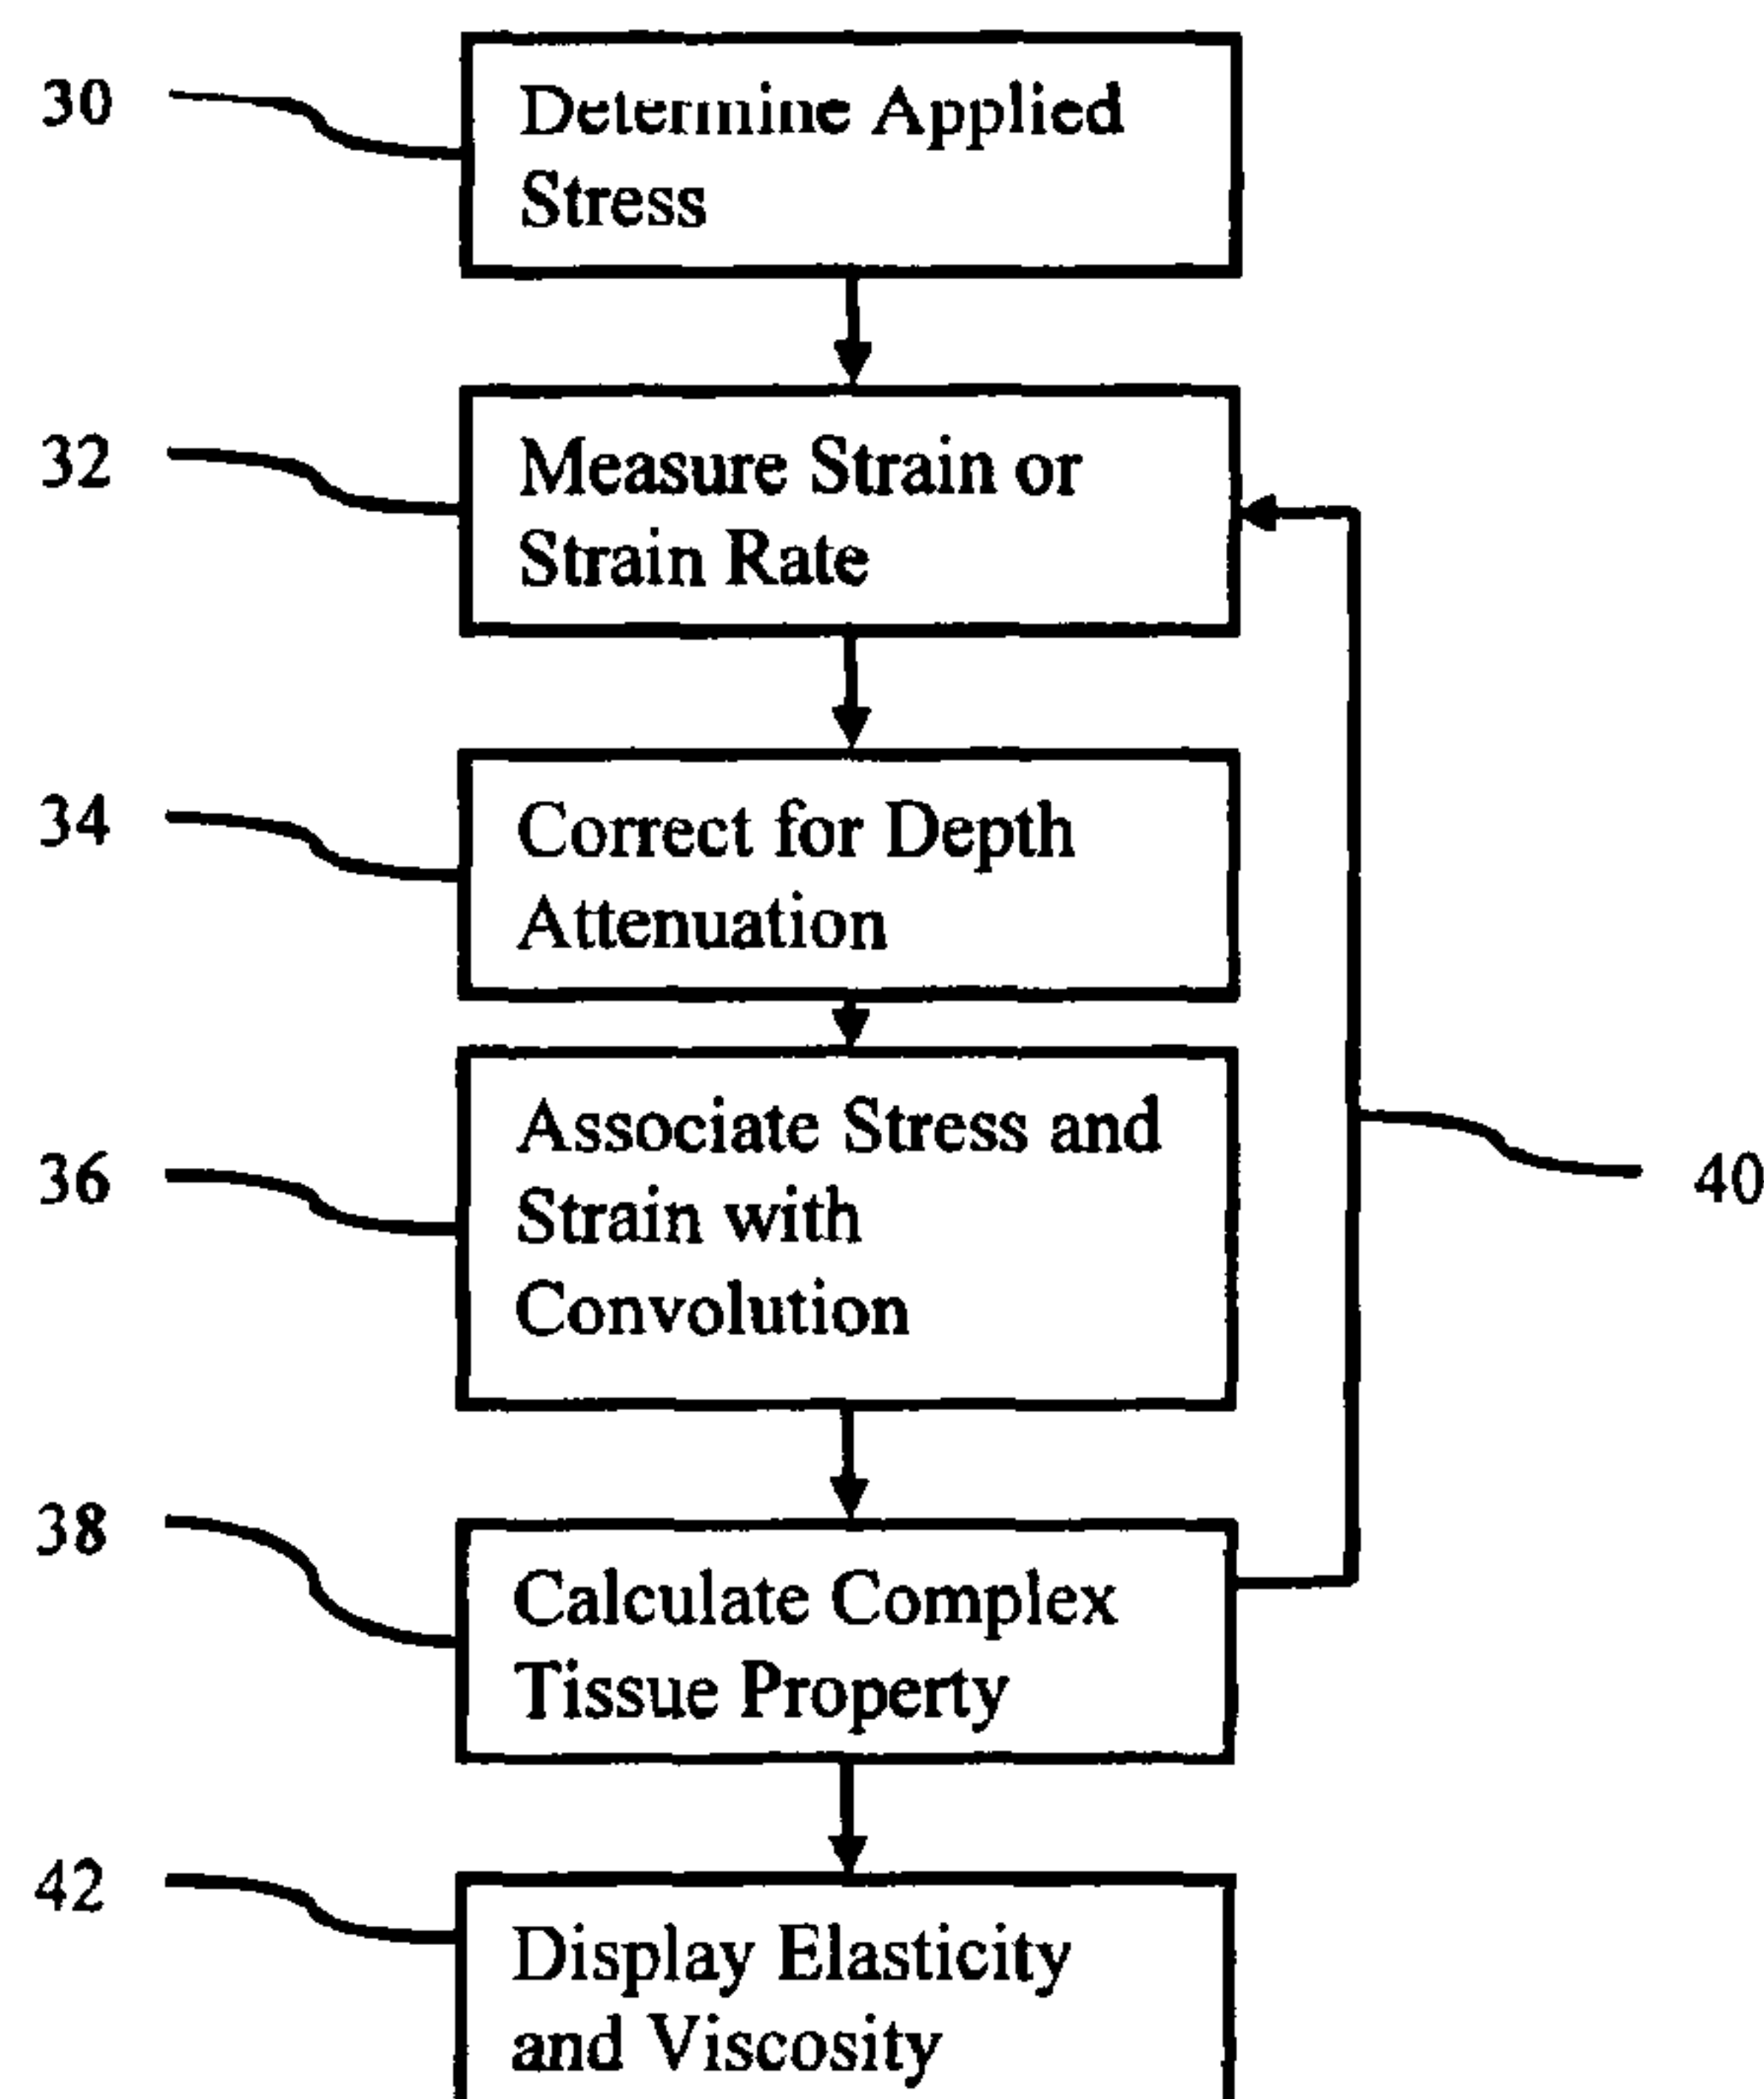 30
Determine Applied
Stress
32
Measure Strain or
Strain Rate
34
Correct for Depth
Attenuation
36
Associate Stress and
Strain with
Convolution
40
38
Calculate Complex
Tissue Property
42
Display Elasticity
and Viscosity